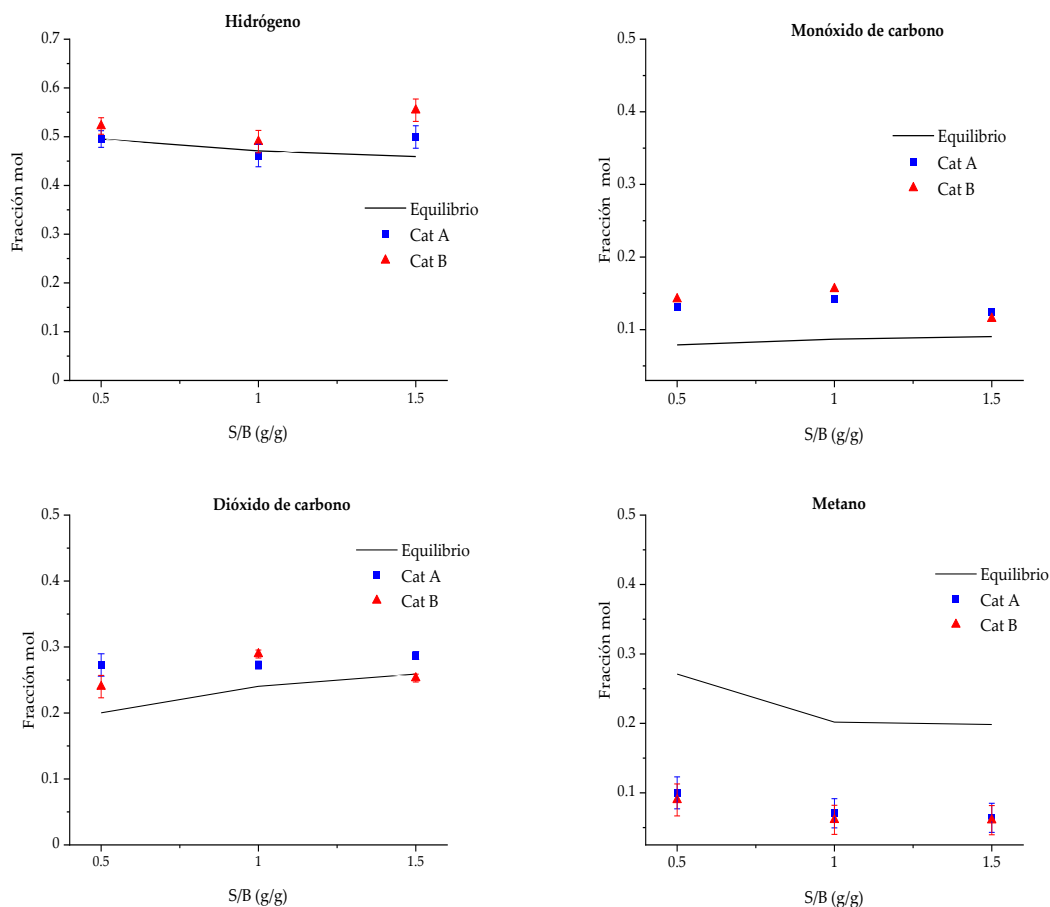 Hidrógeno
0.7
0.6
0.5
0.4
0.3
0.2
0.1
0
Fracción mol
Equilibrio
Cat A
Cat B
0.5
1
1.5
S/B (g/g)
Monóxido de carbono
0.5
0.4
0.3
0.2
0.1
Fracción mol
Equilibrio
Cat A
Cat B
0.5
1
1.5
S/B (g/g)
Dióxido de carbono
0.5
0.4
0.3
0.2
0.1
0
Fracción mol
Equilibrio
Cat A
Cat B
0.5
1
1.5
S/B (g/g)
Metano
0.5
0.4
0.3
0.2
0.1
Fracción mol
Equilibrio
Cat A
Cat B
0.5
1
1.5
S/B (g/g)